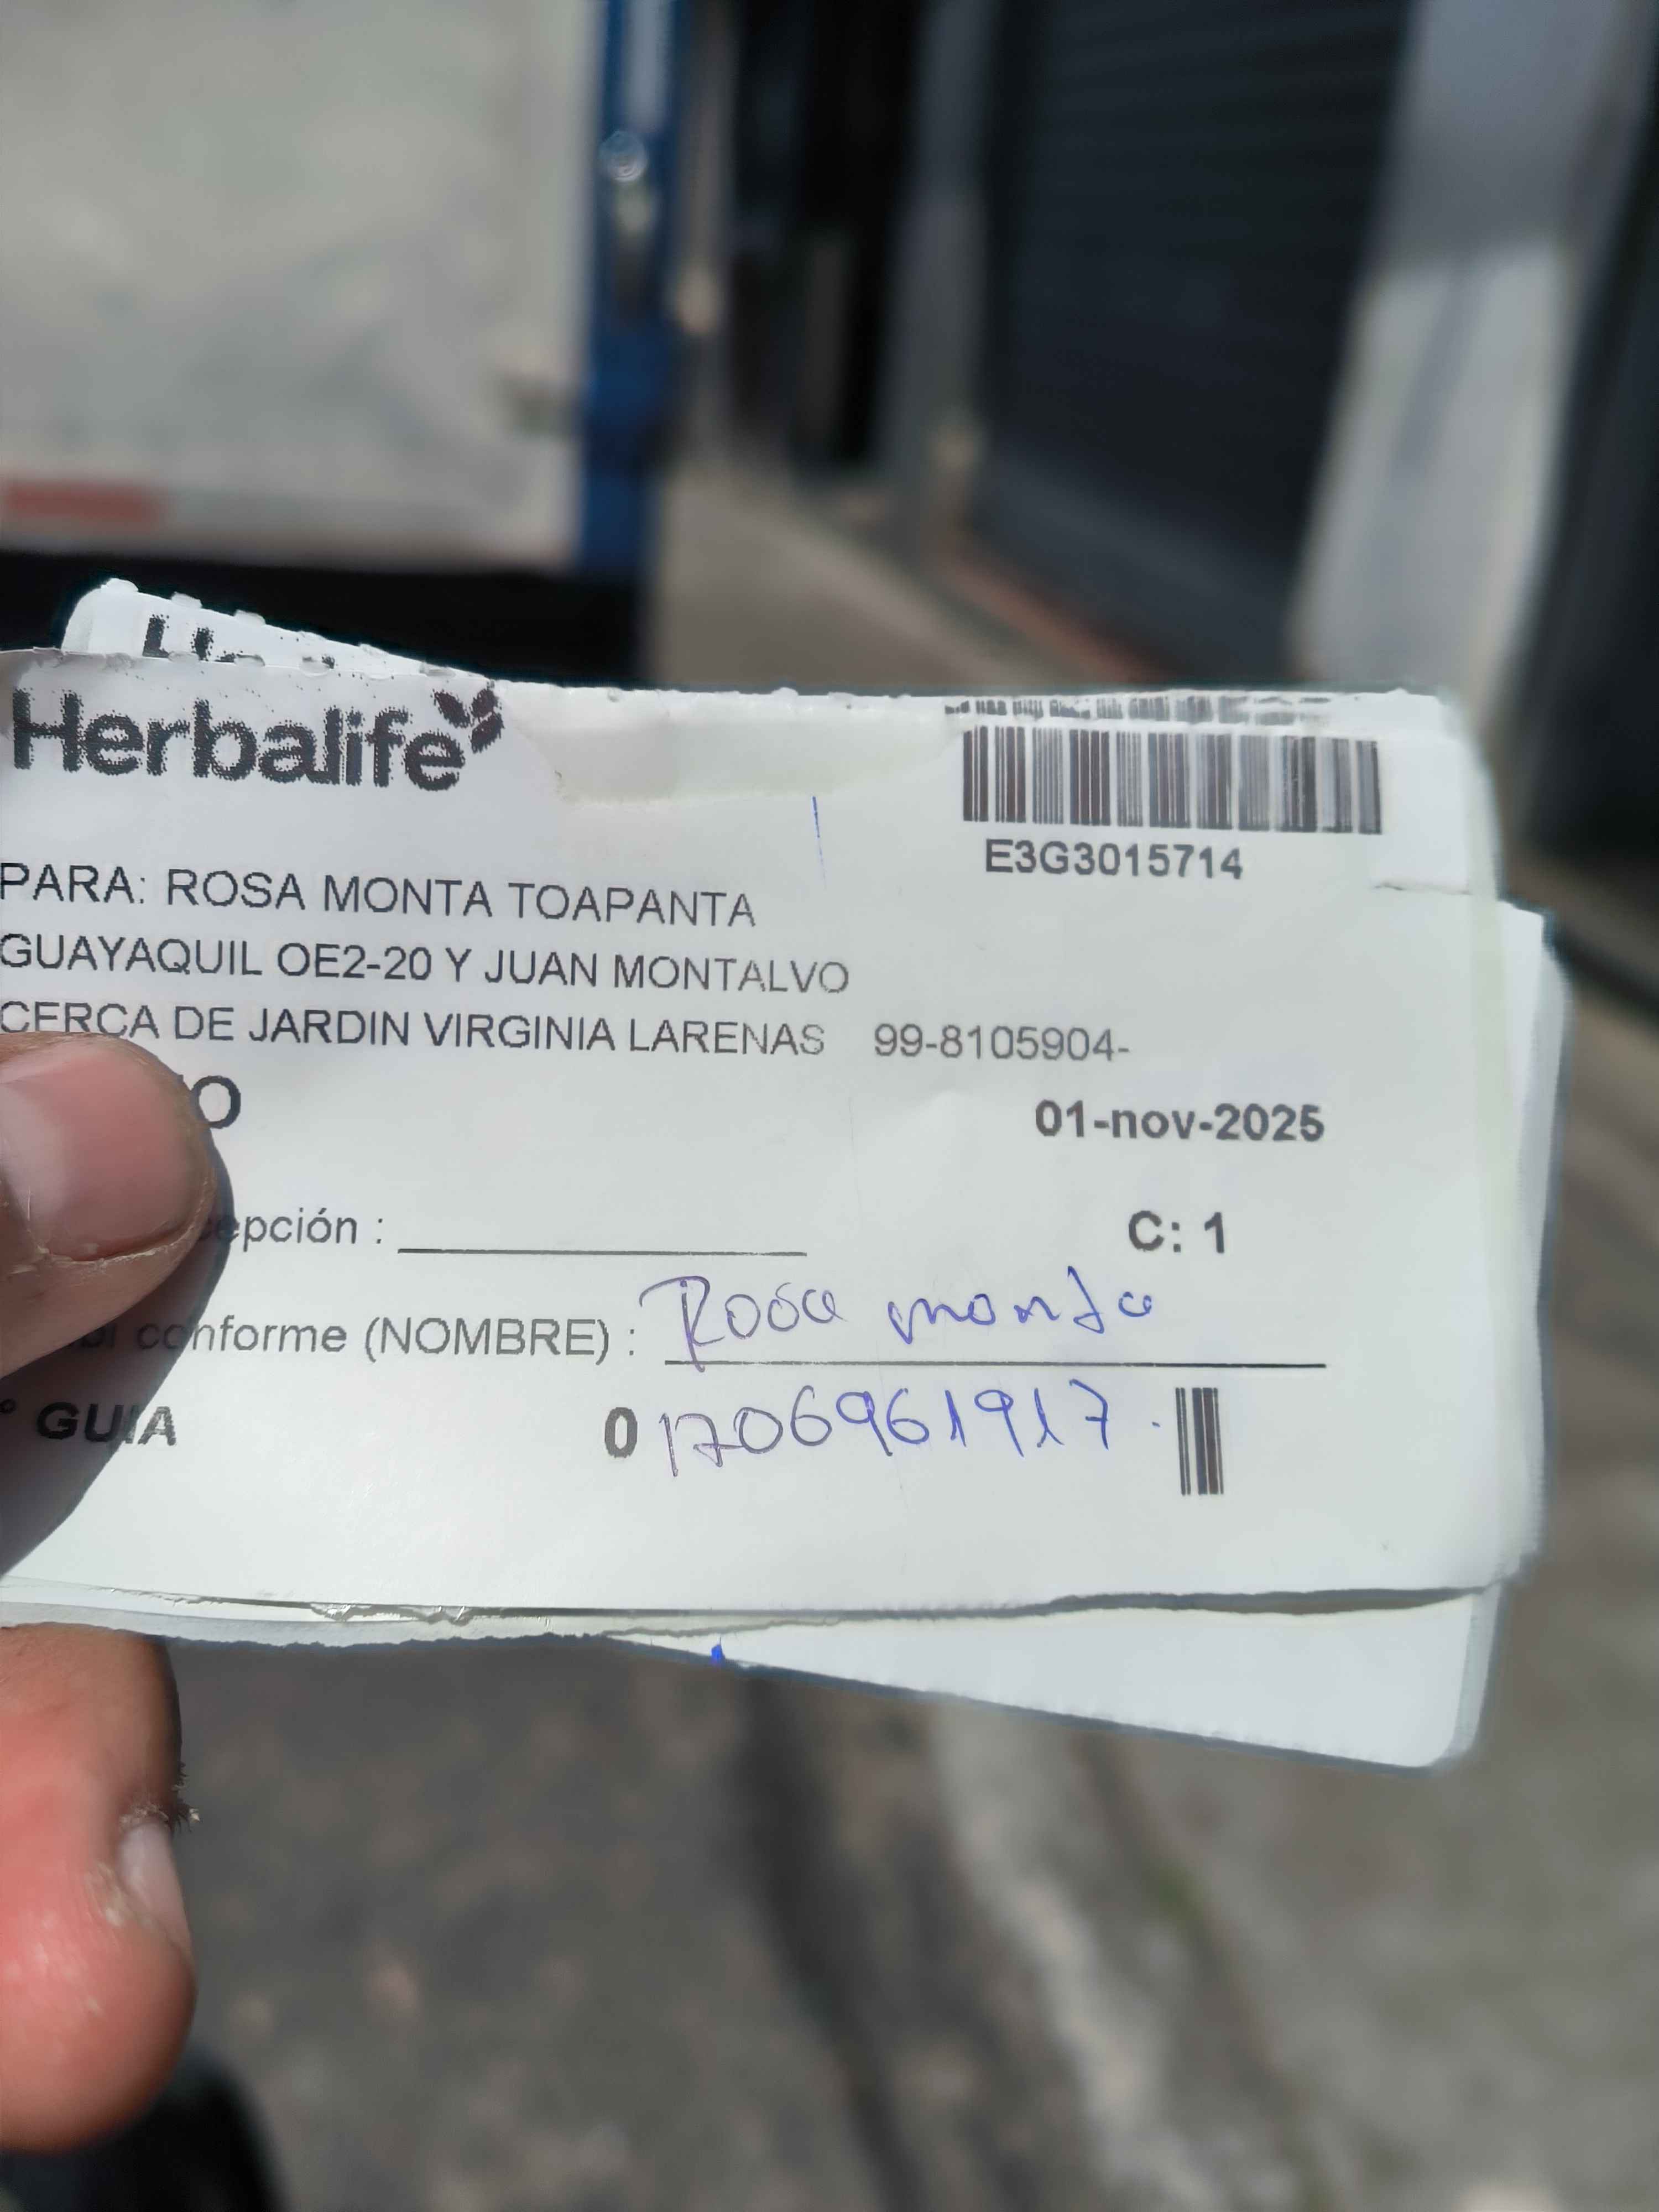 Herbalife
E3G3015714
PARA: ROSA MONTA TOAPANTA
GUAYAQUIL OE2-20 Y JUAN MONTALVO
CERCA DE JARDIN VIRGINIA LARENAS 99-8105904-
01-nov-2025
epción :
C: 1
conforme (NOMBRE) : Rosa monta
° GUIA 0 1706961917.